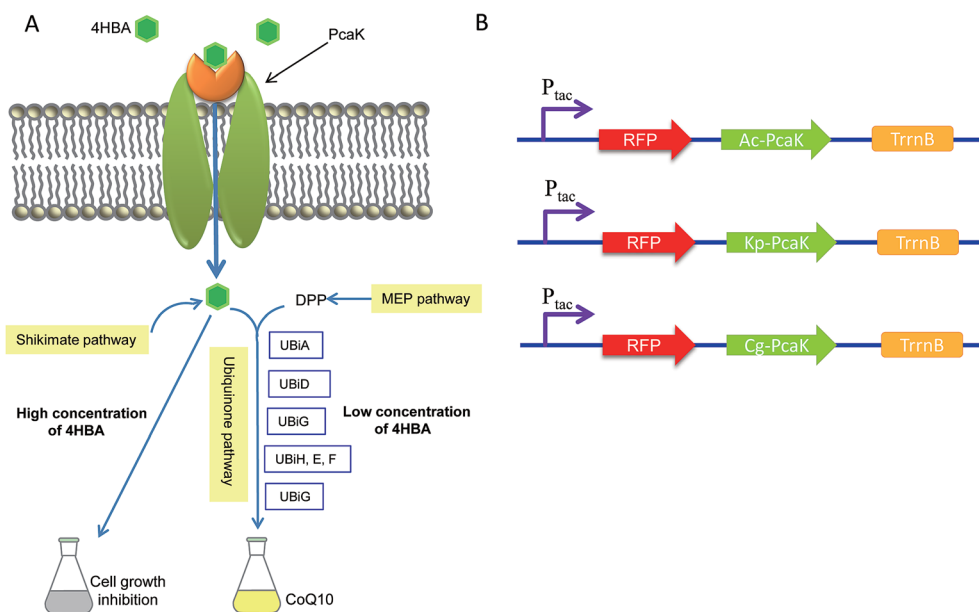 A
4HBA
PcaK
DPP
MEP pathway
Shikimate pathway
UBiA
UBiD
UBiG
UBiH, E, F
UBiG
Ubiquinone pathway
High concentration
of 4HBA
Low concentration
of 4HBA
Cell growth
inhibition
CoQ10
B
Ptac
RFP
Ac-PcaK
TrrnB
Ptac
RFP
Kp-PcaK
TrrnB
Ptac
RFP
Cg-PcaK
TrrnB